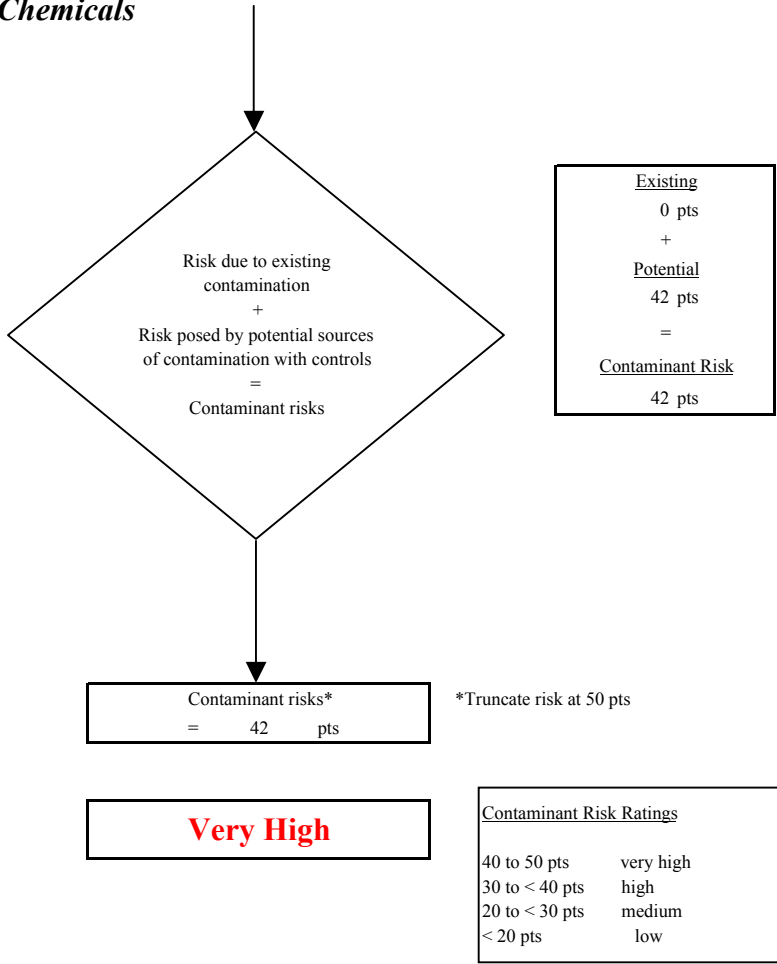 Chemicals
Risk due to existing
contamination
+
Risk posed by potential sources
of contamination with controls
=
Contaminant risks
Existing
0 pts
+
Potential
42 pts
=
Contaminant Risk
42 pts
Contaminant risks*
= 42 pts
*Truncate risk at 50 pts
Very High
Contaminant Risk Ratings
40 to 50 pts very high
30 to < 40 pts high
20 to < 30 pts medium
< 20 pts low